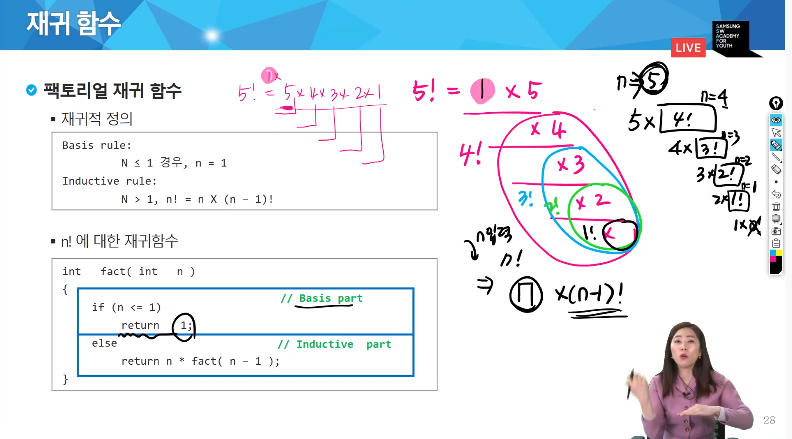 재귀 함수
LIVE
SAMSUNG
SW
ACADEMY
FOR
YOUTH
팩토리얼 재귀 함수
재귀적 정의
Basis rule:
N ≤ 1 경우, n = 1
Inductive rule:
N > 1, n! = n X (n - 1)!
n! 에 대한 재귀함수
int fact( int n )
{
// Basis part
if (n <= 1)
return 1;
else // Inductive part
return n * fact( n - 1 );
}
1x
5! = 5 x 4 x 3 x 2 x 1
5! = 1 x 5
x 4
4!
x 3
3!
x 2
2!
1! x 1
n입력
n!
⇒ n x (n-1)!
n=5
n=4
5 x 4!
n=3
4 x 3!
n=2
3 x 2!
n=1
2 x 1!
28